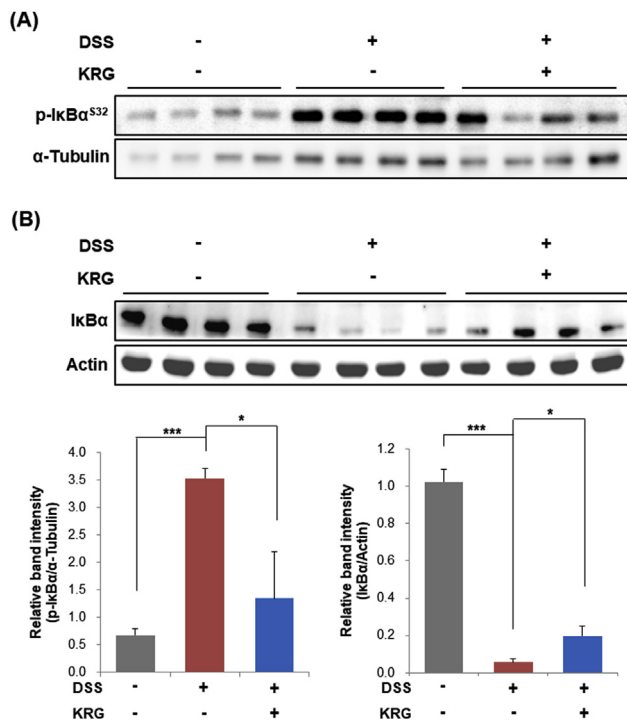 (A)
DSS - + +
KRG - - +
p-IκBα^S32
α-Tubulin
(B)
DSS - + +
KRG - - +
IκBα
Actin
Relative band intensity
(p-IκBα/α-Tubulin)
4.0
3.5
3.0
2.5
2.0
1.5
1.0
0.5
0.0
***
*
DSS - + +
KRG - - +
Relative band intensity
(IκBα/Actin)
1.2
1.0
0.8
0.6
0.4
0.2
0.0
***
*
- + +
- - +